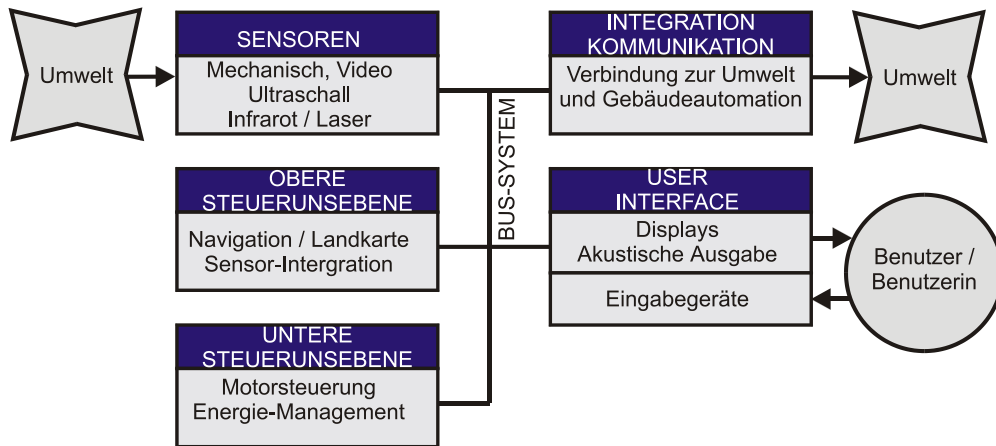 Umwelt
SENSOREN
Mechanisch, Video
Ultraschall
Infrarot / Laser
OBERE
STEUERUNSEBENE
Navigation / Landkarte
Sensor-Intergration
UNTERE
STEUERUNSEBENE
Motorsteuerung
Energie-Management
BUS-SYSTEM
INTEGRATION
KOMMUNIKATION
Verbindung zur Umwelt
und Gebäudeautomation
Umwelt
USER
INTERFACE
Displays
Akustische Ausgabe
Eingabegeräte
Benutzer /
Benutzerin